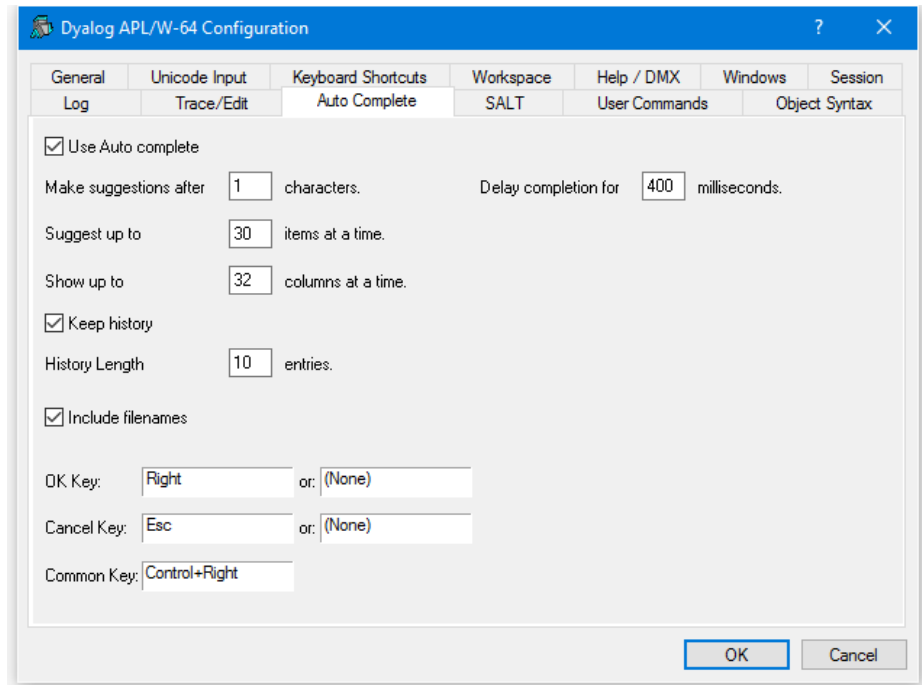 Dyalog APL/W-64 Configuration ? ×
General Unicode Input Keyboard Shortcuts Workspace Help / DMX Windows Session
Log Trace/Edit Auto Complete SALT User Commands Object Syntax
Use Auto complete
Make suggestions after 1 characters. Delay completion for 400 milliseconds.
Suggest up to 30 items at a time.
Show up to 32 columns at a time.
Keep history
History Length 10 entries.
Include filenames
OK Key: Right or: (None)
Cancel Key: Esc or: (None)
Common Key: Control+Right
OK Cancel